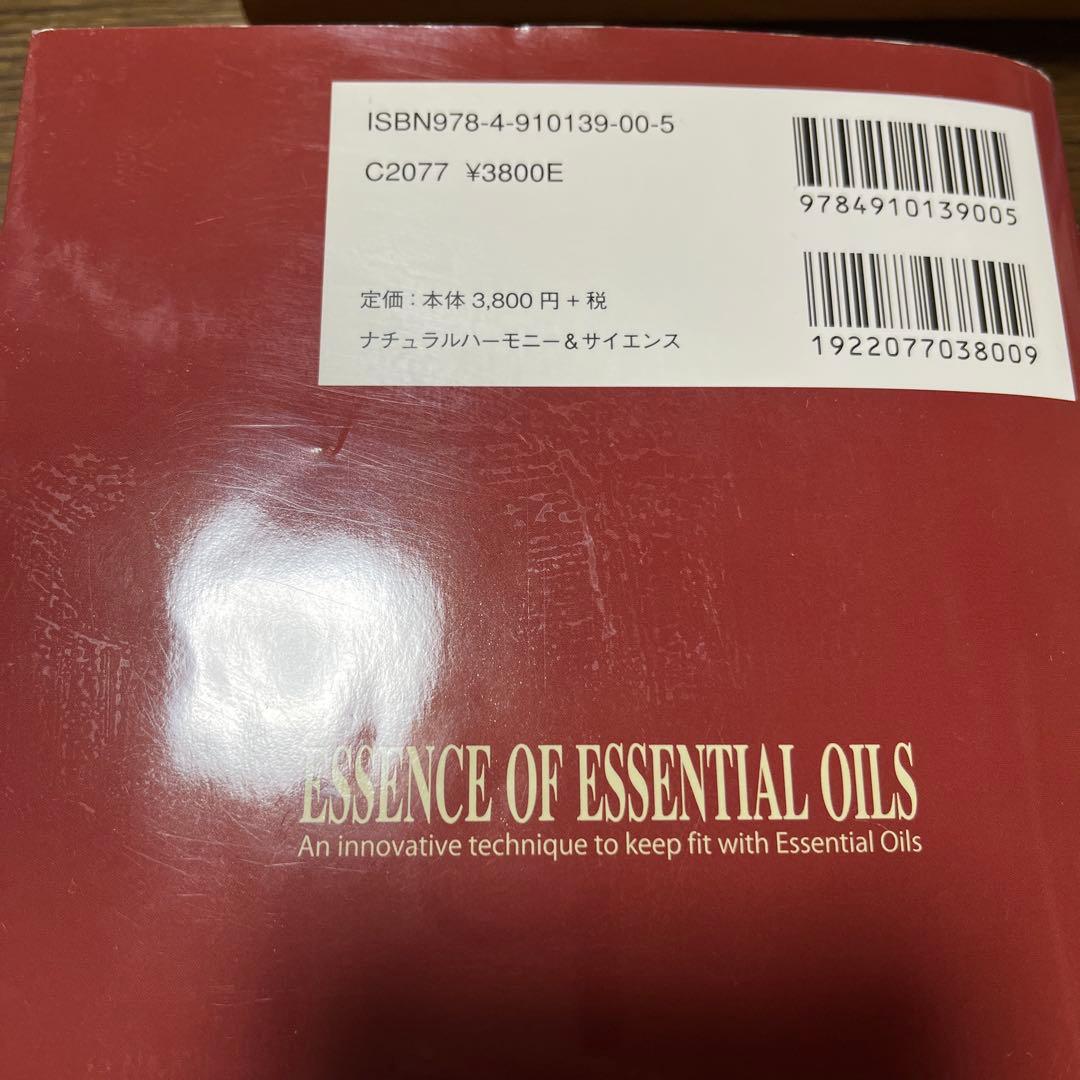 ISBN978-4-910139-00-5
C2077 ¥3800E
9784910139005
定価：本体 3,800 円 + 税
ナチュラルハーモニー＆サイエンス
1922077038009
ESSENCE OF ESSENTIAL OILS
An innovative technique to keep fit with Essential Oils